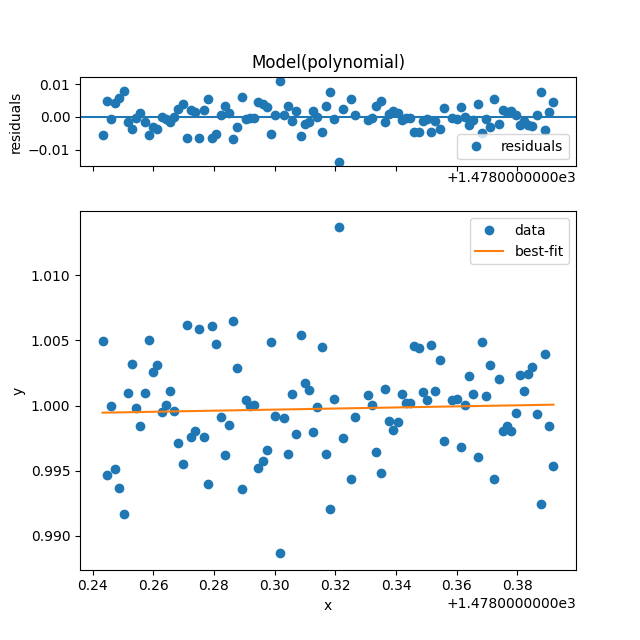 Model(polynomial)
residuals
0.01
0.00
−0.01
residuals
+1.4780000000e3
y
1.010
1.005
1.000
0.995
0.990
data
best-fit
0.24 0.26 0.28 0.30 0.32 0.34 0.36 0.38
x
+1.4780000000e3